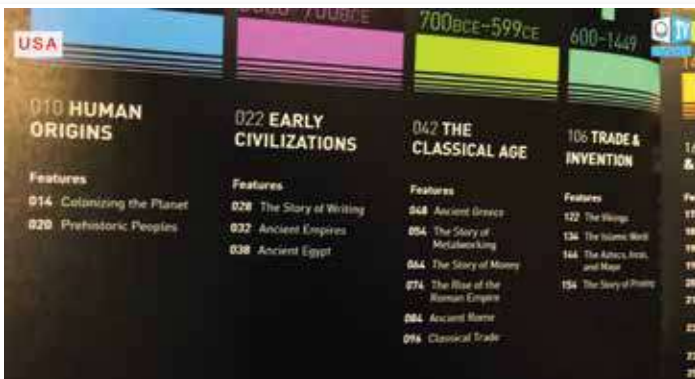 USA
TV
700BCE
700BCE–599CE
600–1449
010 HUMAN
ORIGINS
Features
014 Colonizing the Planet
020 Prehistoric Peoples
022 EARLY
CIVILIZATIONS
Features
028 The Story of Writing
032 Ancient Empires
038 Ancient Egypt
042 THE
CLASSICAL AGE
Features
048 Ancient Greece
054 The Story of
Metalworking
064 The Story of Money
074 The Rise of the
Roman Empire
084 Ancient Rome
096 Classical Trade
106 TRADE &
INVENTION
Features
122 The Vikings
134 The Islamic World
144 The Aztecs, Incas,
and Maya
154 The Story of Printing